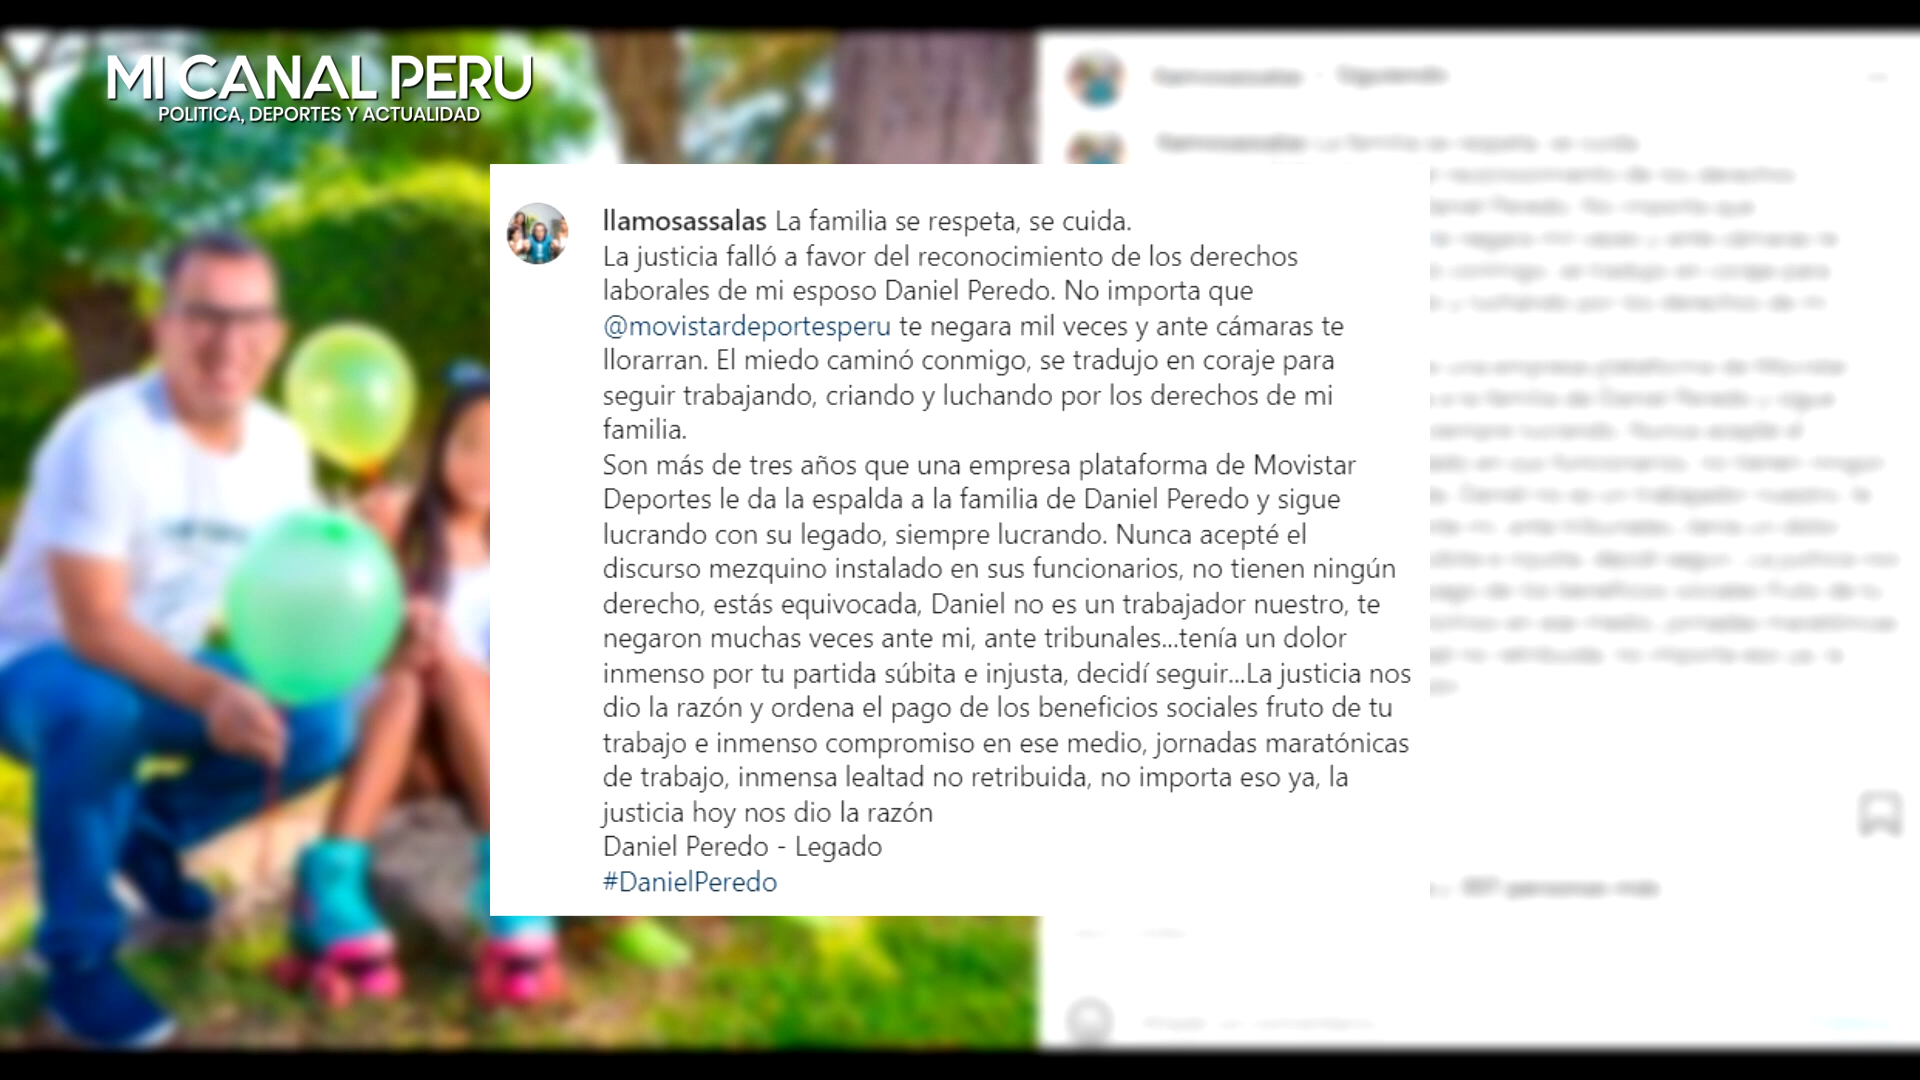 MI CANAL PERU
POLITICA, DEPORTES Y ACTUALIDAD
llamosassalas La familia se respeta, se cuida.
La justicia falló a favor del reconocimiento de los derechos
laborales de mi esposo Daniel Peredo. No importa que
@movistardeportesperu te negara mil veces y ante cámaras te
llorarran. El miedo caminó conmigo, se tradujo en coraje para
seguir trabajando, criando y luchando por los derechos de mi
familia.
Son más de tres años que una empresa plataforma de Movistar
Deportes le da la espalda a la familia de Daniel Peredo y sigue
lucrando con su legado, siempre lucrando. Nunca acepté el
discurso mezquino instalado en sus funcionarios, no tienen ningún
derecho, estás equivocada, Daniel no es un trabajador nuestro, te
negaron muchas veces ante mi, ante tribunales...tenía un dolor
inmenso por tu partida súbita e injusta, decidí seguir...La justicia nos
dio la razón y ordena el pago de los beneficios sociales fruto de tu
trabajo e inmenso compromiso en ese medio, jornadas maratónicas
de trabajo, inmensa lealtad no retribuida, no importa eso ya, la
justicia hoy nos dio la razón
Daniel Peredo - Legado
#DanielPeredo